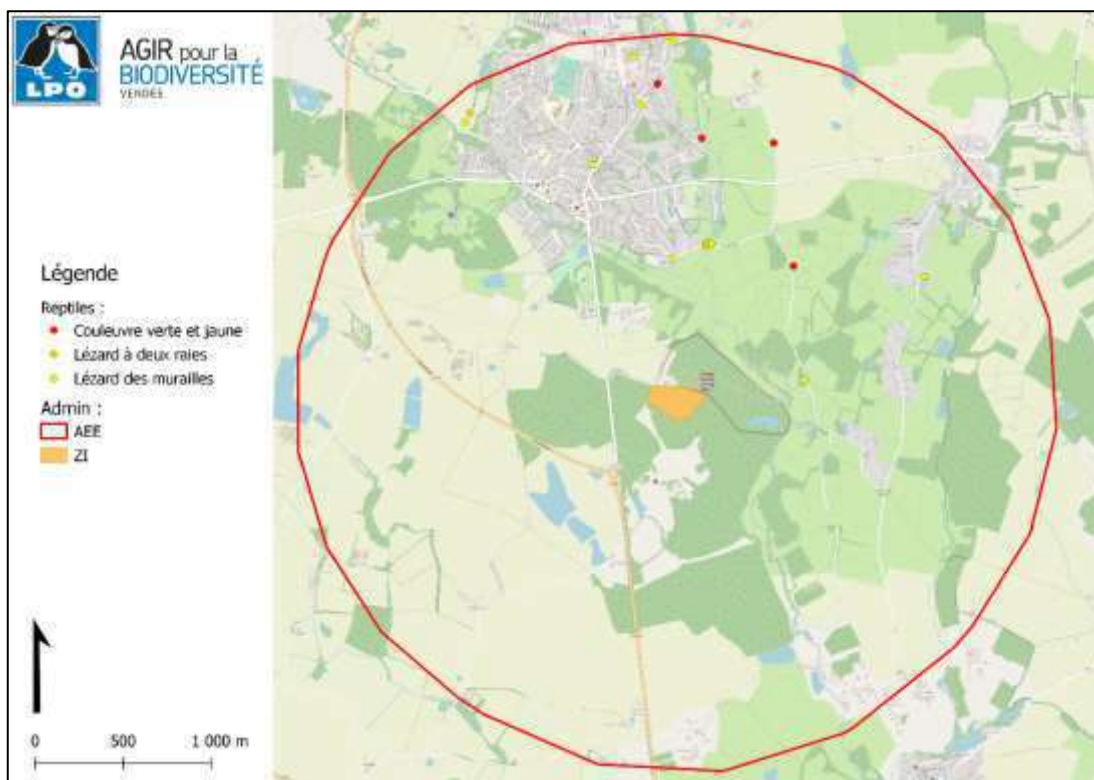 LPO
AGIR pour la
BIODIVERSITÉ
VENDÉE
Légende
Reptiles :
Couleuvre verte et jaune
Lézard à deux raies
Lézard des murailles
Admin :
AEE
ZI
0 500 1 000 m